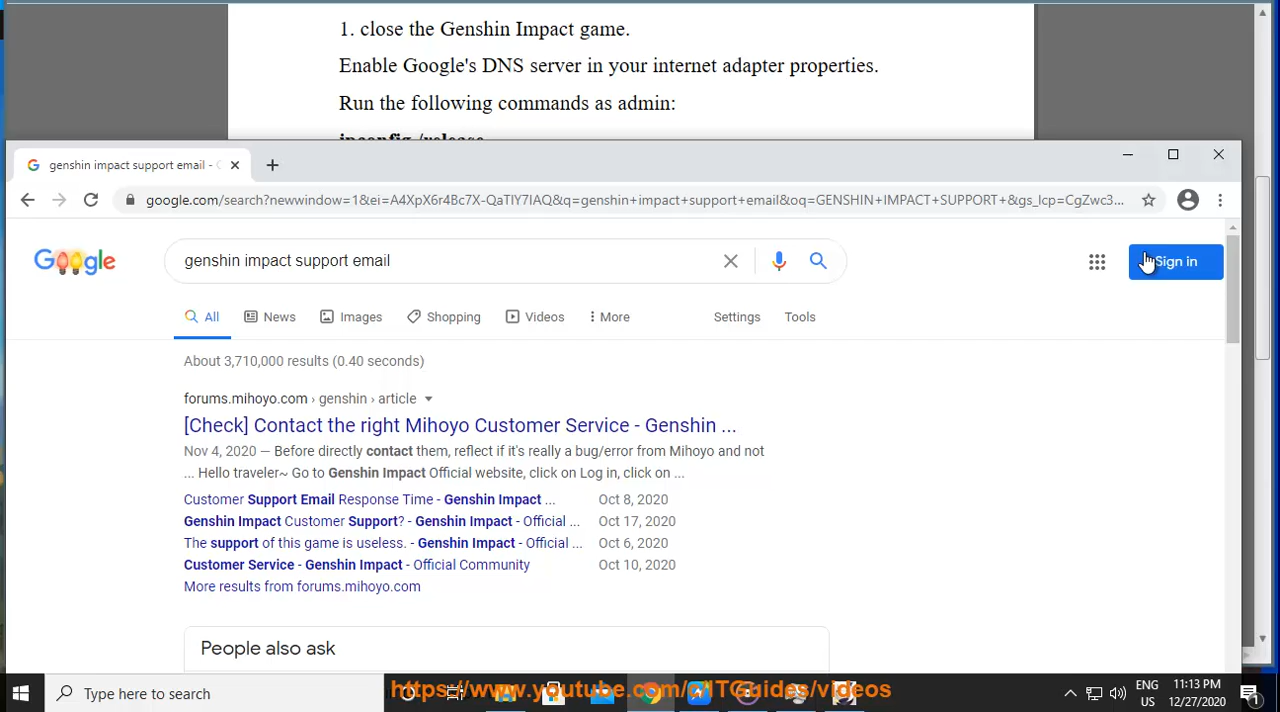 1. close the Genshin Impact game.
Enable Google's DNS server in your internet adapter properties.
Run the following commands as admin:
ipconfig /release
genshin impact support email - 
google.com/search?newwindow=1&ei=A4XpX6r4Bc7X-QaTlY7IAQ&q=genshin+impact+support+email&oq=GENSHIN+IMPACT+SUPPORT+&gs_lcp=CgZwc3...
Google
genshin impact support email
Sign in
All
News
Images
Shopping
Videos
More
Settings
Tools
About 3,710,000 results (0.40 seconds)
forums.mihoyo.com › genshin › article
[Check] Contact the right Mihoyo Customer Service - Genshin ...
Nov 4, 2020 — Before directly contact them, reflect if it's really a bug/error from Mihoyo and not
... Hello traveler~ Go to Genshin Impact Official website, click on Log in, click on ...
Customer Support Email Response Time - Genshin Impact ... Oct 8, 2020
Genshin Impact Customer Support? - Genshin Impact - Official ... Oct 17, 2020
The support of this game is useless. - Genshin Impact - Official ... Oct 6, 2020
Customer Service - Genshin Impact - Official Community Oct 10, 2020
More results from forums.mihoyo.com
People also ask
Type here to search
https://www.youtube.com/c/ITGuides/videos
ENG
US
11:13 PM
12/27/2020
1